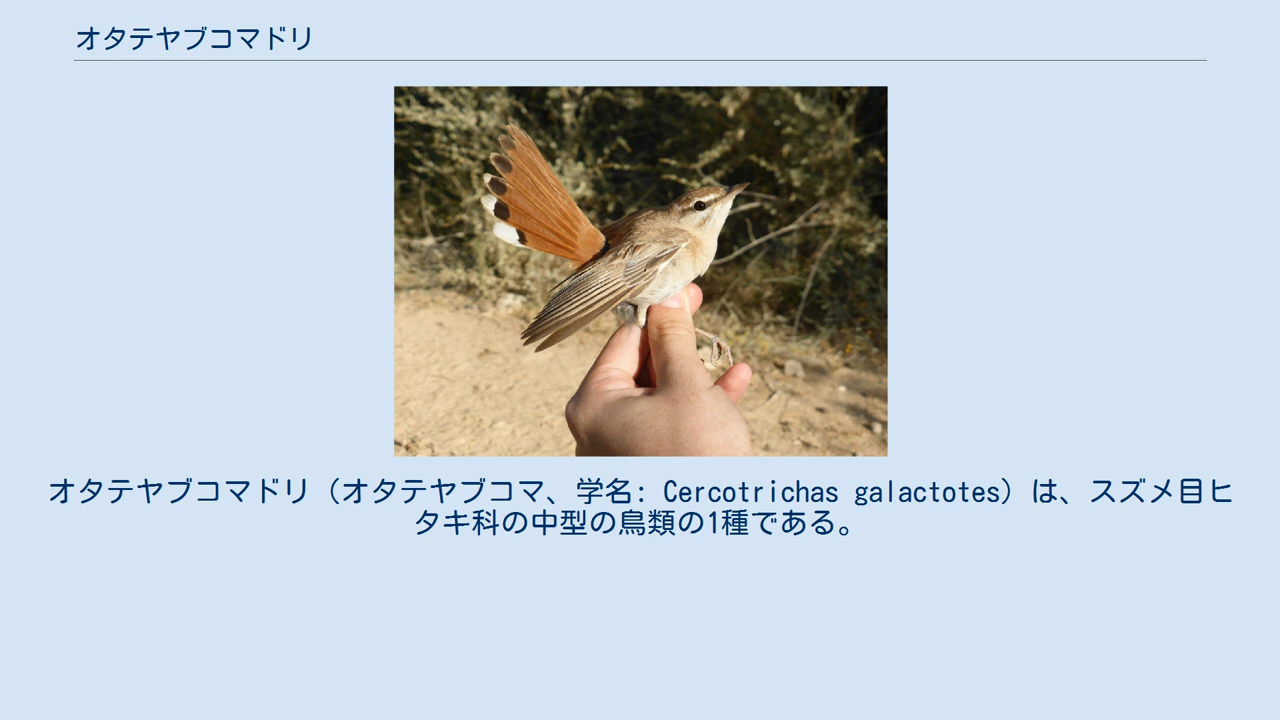 オタテヤブコマドリ
オタテヤブコマドリ（オタテヤブコマ、学名: Cercotrichas galactotes）は、スズメ目ヒ
タキ科の中型の鳥類の1種である。